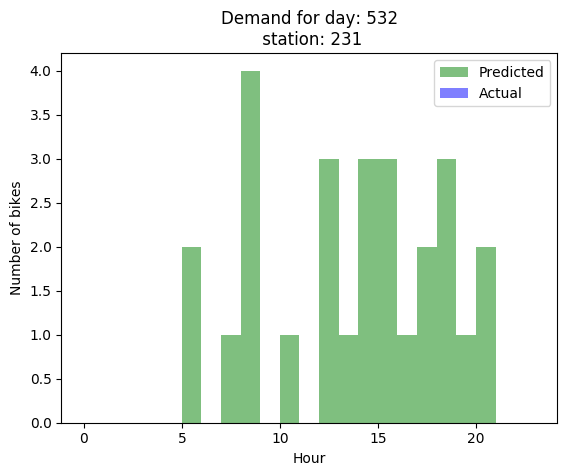 Demand for day: 532
station: 231
Predicted
Actual
4.0
3.5
3.0
2.5
2.0
1.5
1.0
0.5
0.0
Number of bikes
0 5 10 15 20
Hour